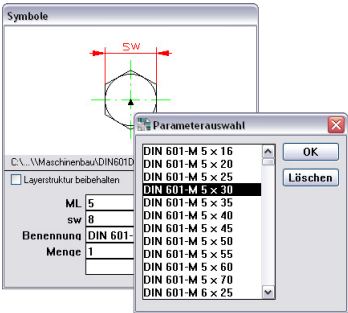 Symbole
SW
C:\...\Maschinenbau\DIN601D
Layerstruktur beibehalten
ML 5
sw 8
Benennung DIN 601-
Menge 1
Parameterauswahl
DIN 601-M 5 x 16
DIN 601-M 5 x 20
DIN 601-M 5 x 25
DIN 601-M 5 x 30
DIN 601-M 5 x 35
DIN 601-M 5 x 40
DIN 601-M 5 x 45
DIN 601-M 5 x 50
DIN 601-M 5 x 55
DIN 601-M 5 x 60
DIN 601-M 5 x 70
DIN 601-M 6 x 25
OK
Löschen